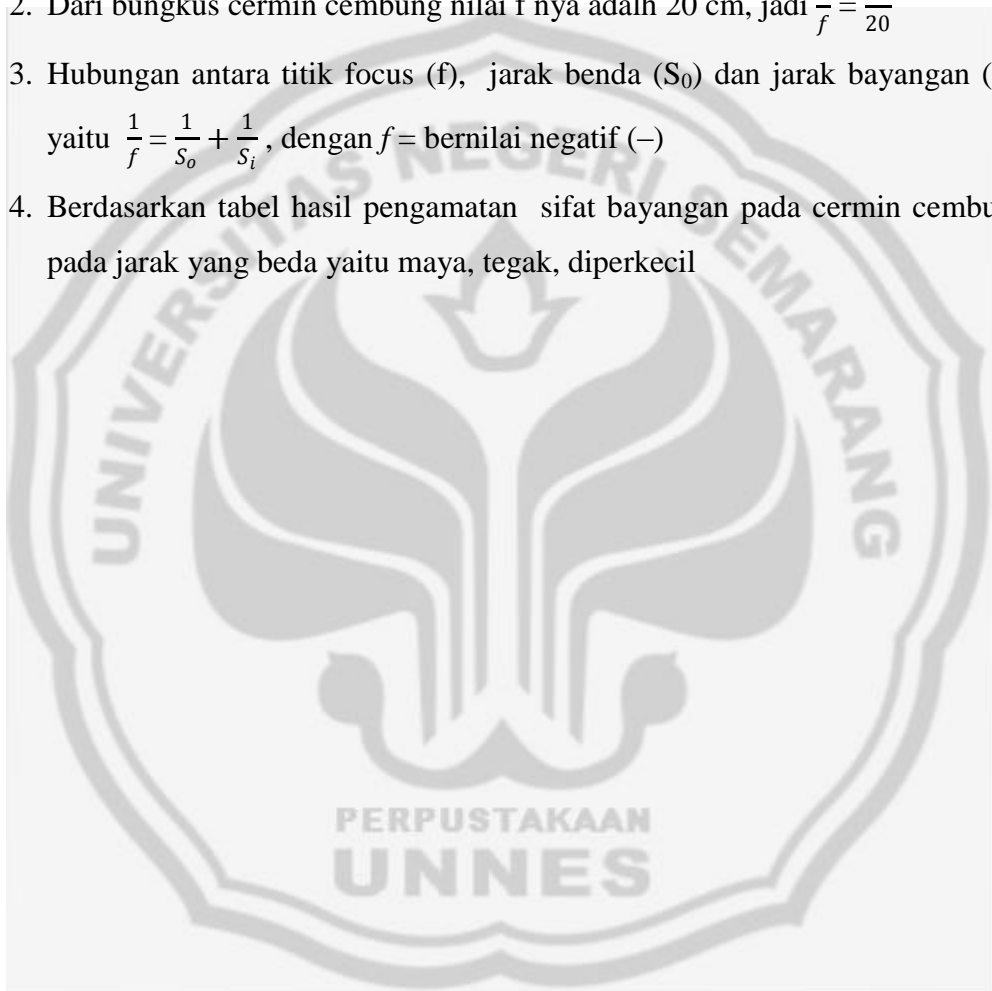 2. Dari bungkus cermin cembung nilai f nya adalh 20 cm, jadi 1/f = 1/20
3. Hubungan antara titik focus (f), jarak benda (S₀) dan jarak bayangan (
yaitu 1/f = 1/Sₒ + 1/Sᵢ , dengan f = bernilai negatif (–)
4. Berdasarkan tabel hasil pengamatan sifat bayangan pada cermin
pada jarak yang beda yaitu maya, tegak, diperkecil
UNIVERSITAS NEGERI SEMARANG
PERPUSTAKAAN
UNNES